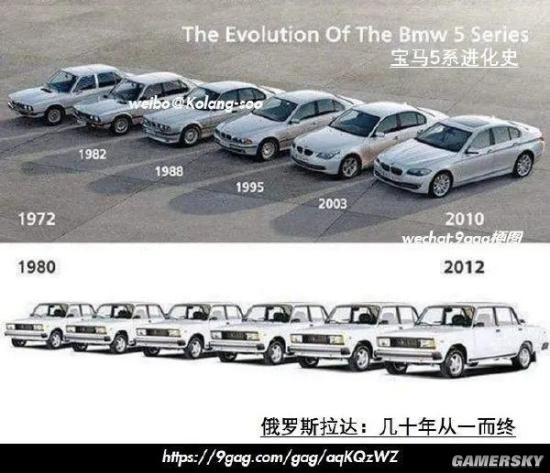 The Evolution Of The Bmw 5 Series
宝马5系进化史
weibo@Kolang-soo
1982
1988
1995
2003
1972
2010
wechat 9gag插图
1980
2012
俄罗斯拉达：几十年从一而终
https://9gag.com/gag/aqKQzWZ
GAMERSKY